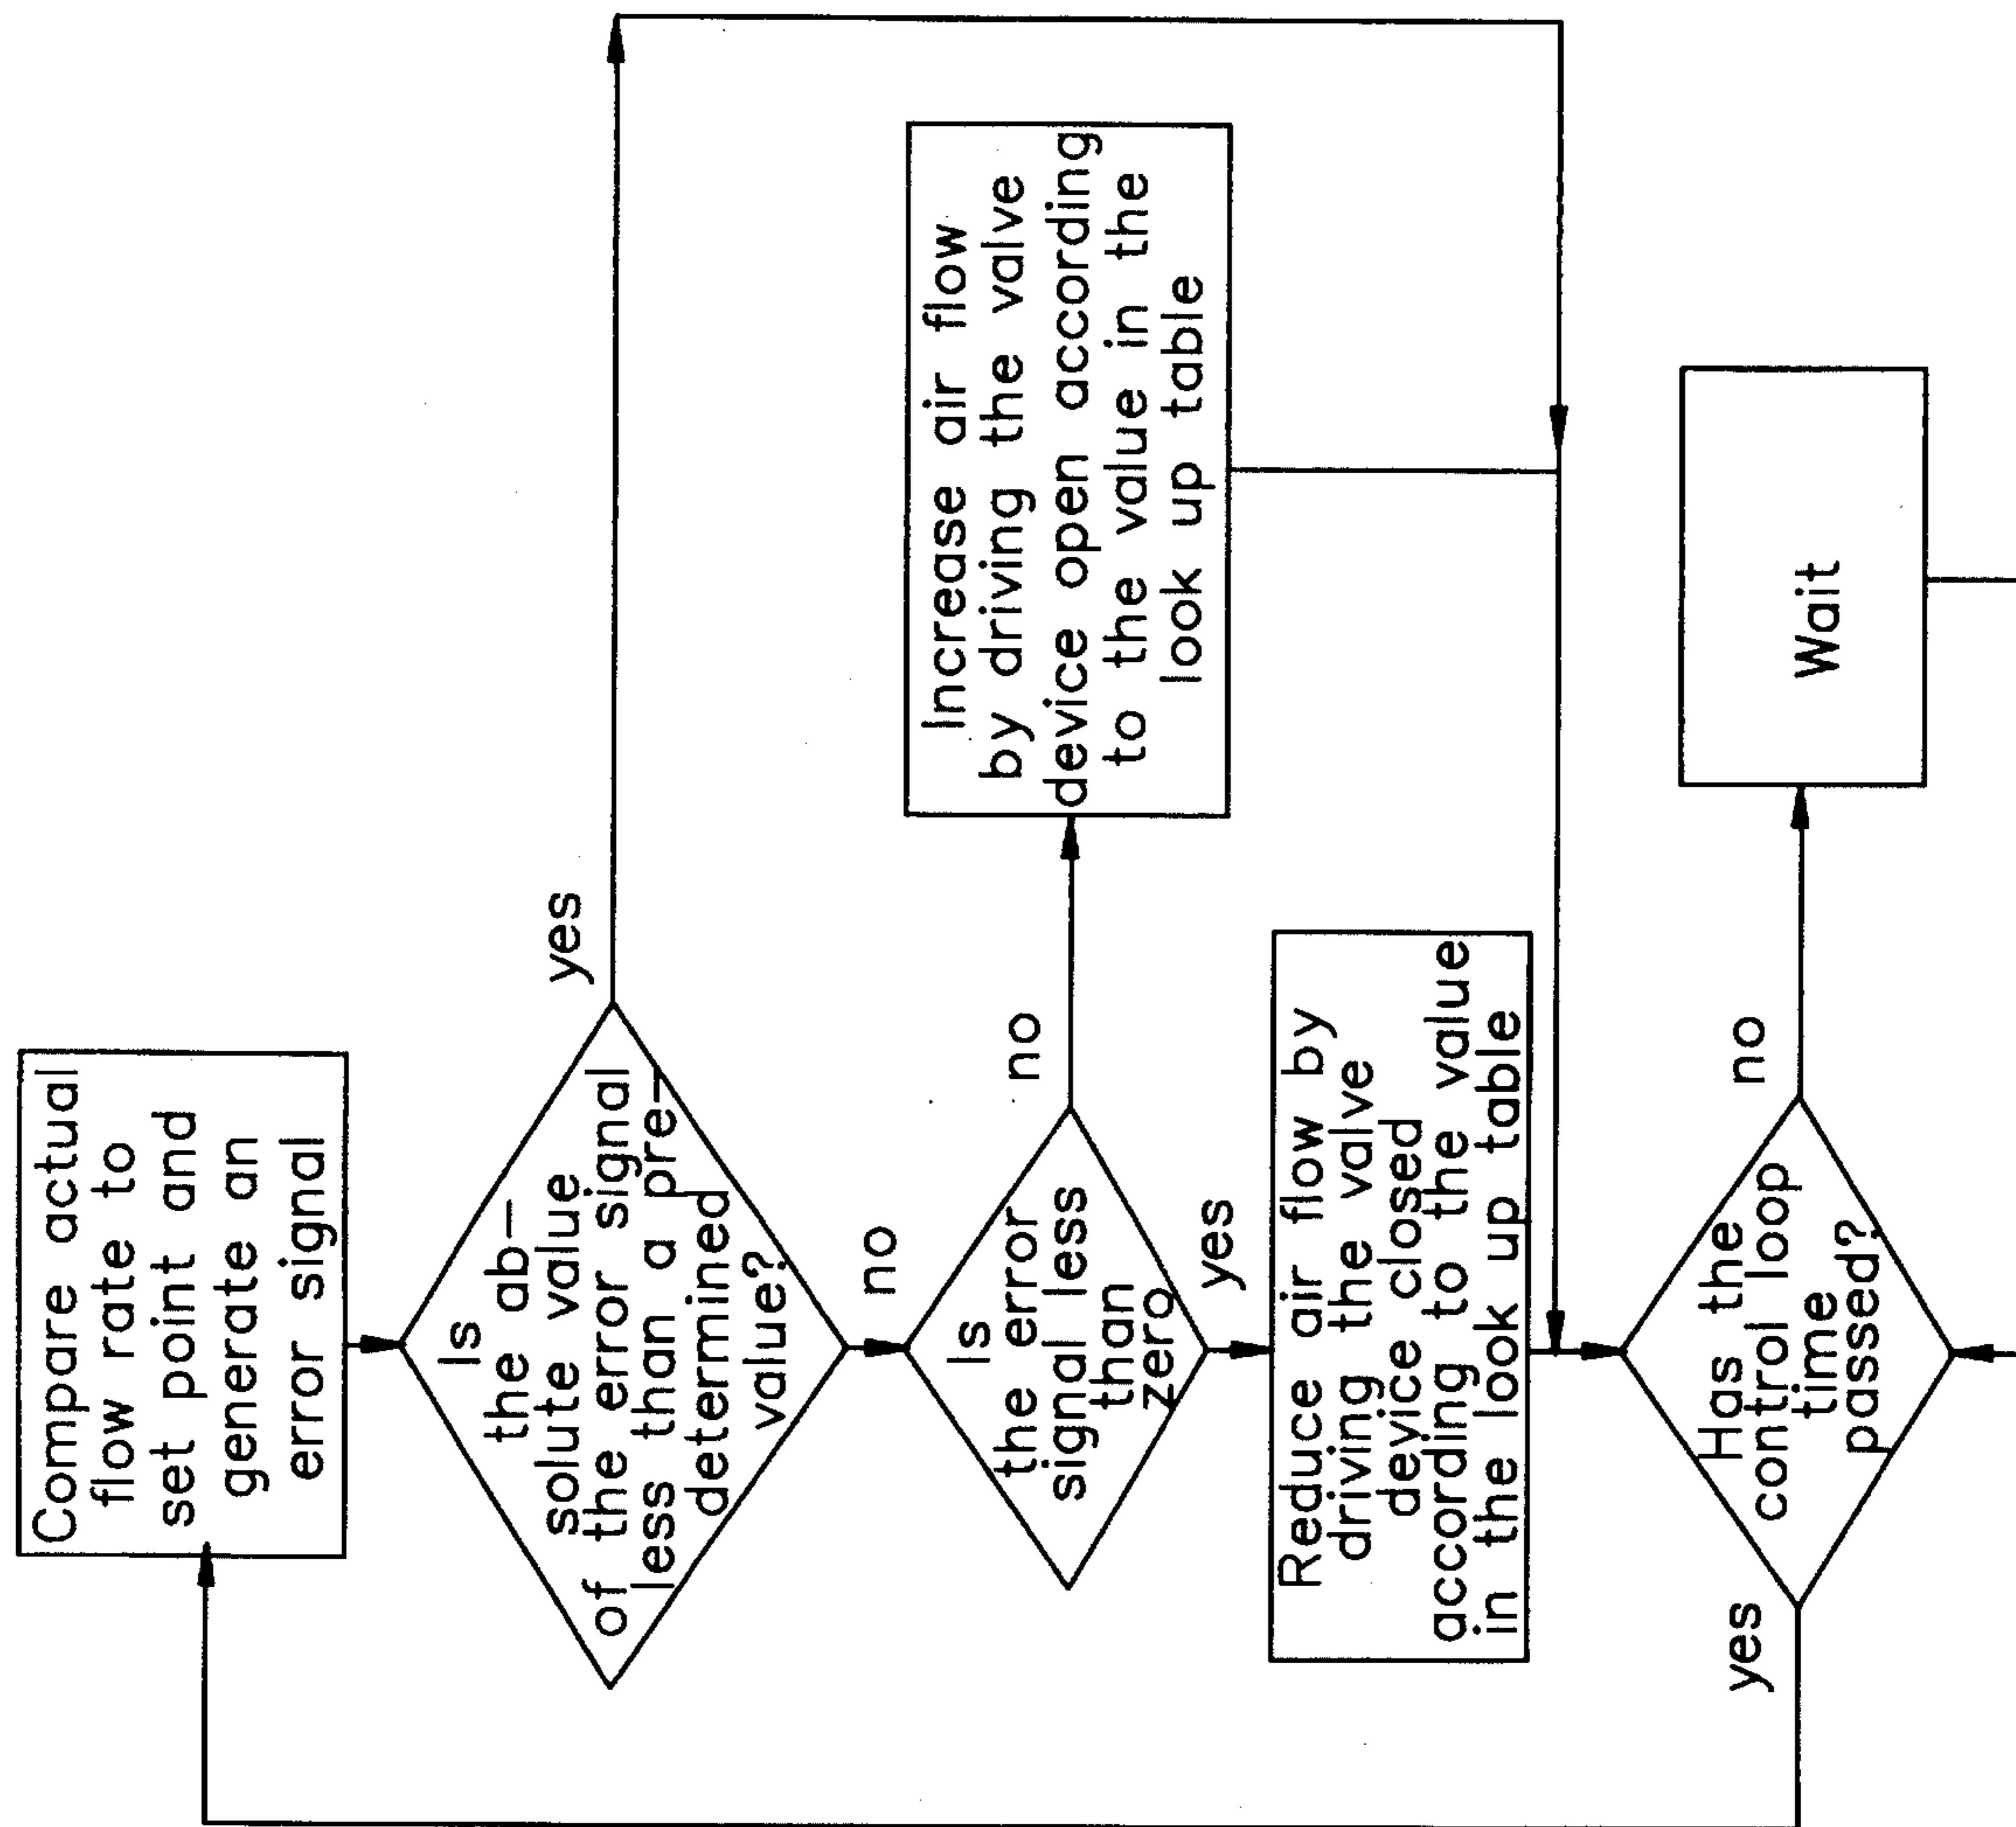 Compare actual
flow rate to
set point and
generate an
error signal
Is
the ab-
solute value
of the error signal
less than a pre-
determined
value?
yes
no
Is
the error
signal less
than
zero
no
yes
Increase air flow
by driving the valve
device open according
to the value in the
look up table
Reduce air flow by
driving the valve
device closed
according to the value
in the look up table
Has the
control loop
time
passed?
yes
no
Wait